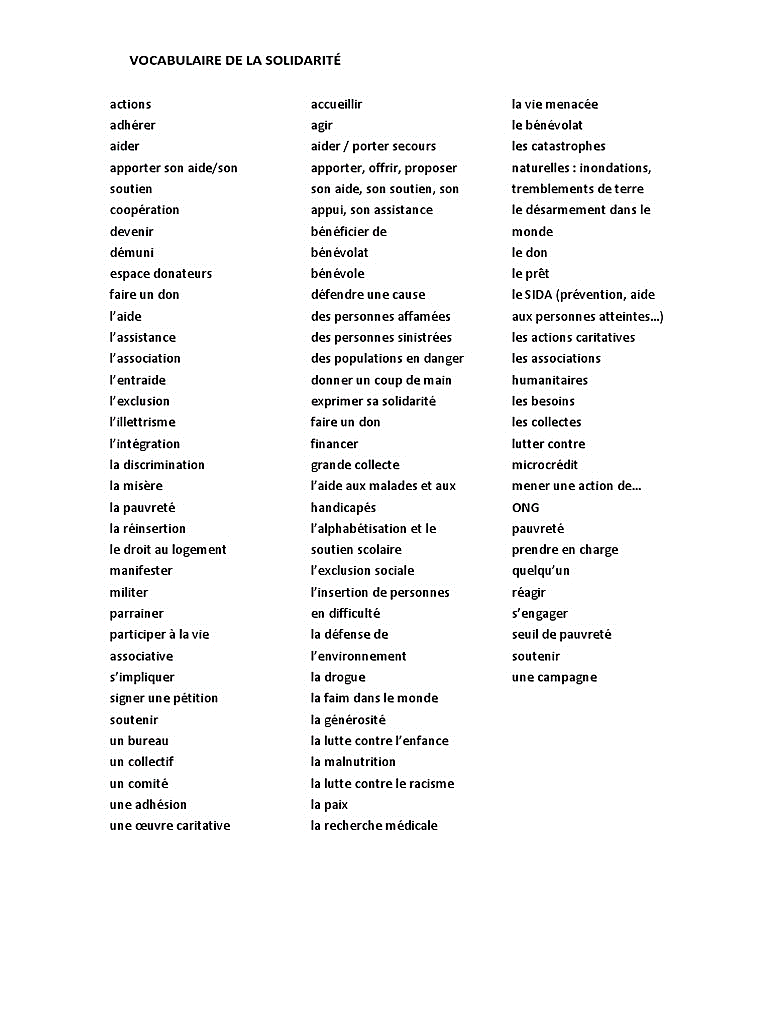 VOCABULAIRE DE LA SOLIDARITÉ
actions
adhérer
aider
apporter son aide/son
soutien
coopération
devenir
démuni
espace donateurs
faire un don
l’aide
l’assistance
l’association
l’entraide
l’exclusion
l’illettrisme
l’intégration
la discrimination
la misère
la pauvreté
la réinsertion
le droit au logement
manifester
militer
parrainer
participer à la vie
associative
s’impliquer
signer une pétition
soutenir
un bureau
un collectif
un comité
une adhésion
une œuvre caritative
accueillir
agir
aider / porter secours
apporter, offrir, proposer
son aide, son soutien, son
appui, son assistance
bénéficier de
bénévolat
bénévole
défendre une cause
des personnes affamées
des personnes sinistrées
des populations en danger
donner un coup de main
exprimer sa solidarité
faire un don
financer
grande collecte
l’aide aux malades et aux
handicapés
l’alphabétisation et le
soutien scolaire
l’exclusion sociale
l’insertion de personnes
en difficulté
la défense de
l’environnement
la drogue
la faim dans le monde
la générosité
la lutte contre l’enfance
la malnutrition
la lutte contre le racisme
la paix
la recherche médicale
la vie menacée
le bénévolat
les catastrophes
naturelles : inondations,
tremblements de terre
le désarmement dans le
monde
le don
le prêt
le SIDA (prévention, aide
aux personnes atteintes…)
les actions caritatives
les associations
humanitaires
les besoins
les collectes
lutter contre
microcrédit
mener une action de…
ONG
pauvreté
prendre en charge
quelqu’un
réagir
s’engager
seuil de pauvreté
soutenir
une campagne